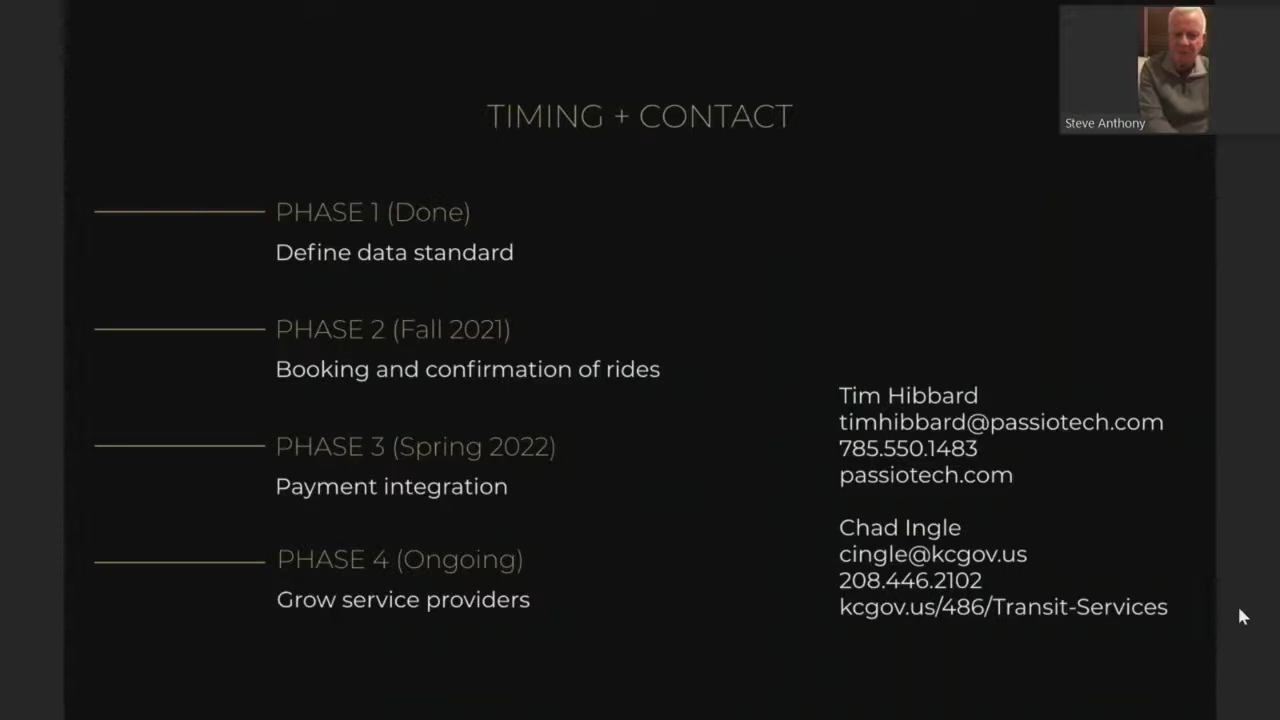 TIMING + CONTACT
Steve Anthony
PHASE 1 (Done)
Define data standard
PHASE 2 (Fall 2021)
Booking and confirmation of rides
PHASE 3 (Spring 2022)
Payment integration
PHASE 4 (Ongoing)
Grow service providers
Tim Hibbard
timhibbard@passiotech.com
785.550.1483
passiotech.com
Chad Ingle
cingle@kcgov.us
208.446.2102
kcgov.us/486/Transit-Services